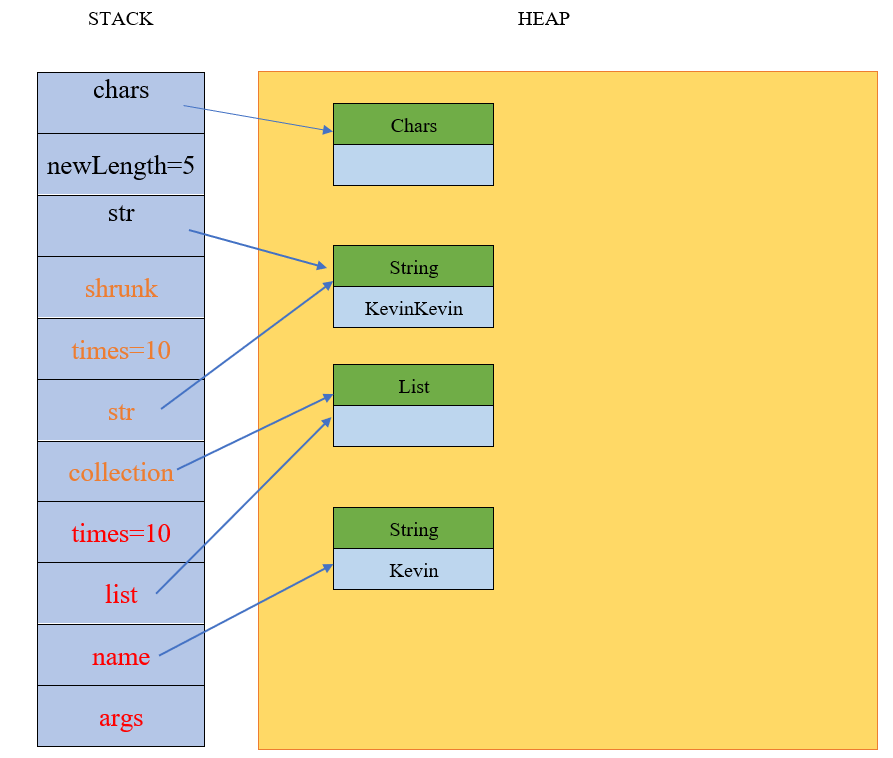 STACK
HEAP
chars
newLength=5
str
shrunk
times=10
str
collection
times=10
list
name
args
Chars
String
KevinKevin
List
String
Kevin